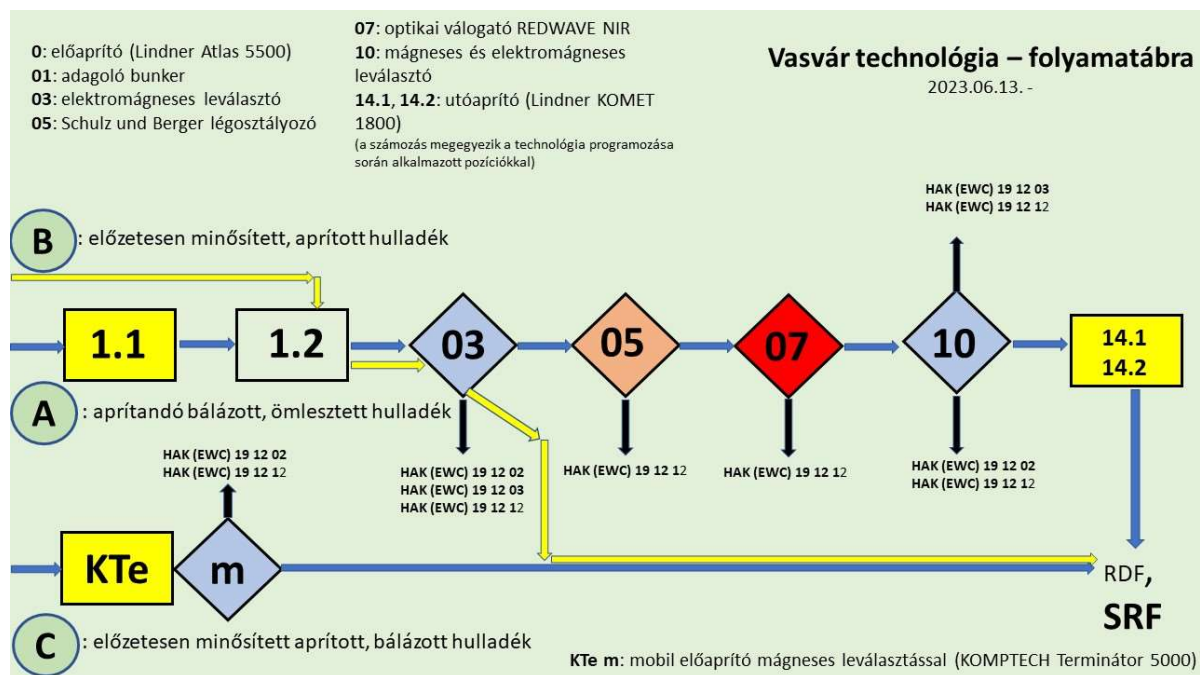 0: előaprító (Lindner Atlas 5500)
01: adagoló bunker
03: elektromágneses leválasztó
05: Schulz und Berger légosztályozó
07: optikai válogató REDWAVE NIR
10: mágneses és elektromágneses
leválasztó
14.1, 14.2: utóaprító (Lindner KOMET
1800)
(a számozás megegyezik a technológia programozása
során alkalmazott pozíciókkal)
Vasvár technológia – folyamatábra
2023.06.13. -
HAK (EWC) 19 12 03
HAK (EWC) 19 12 12
B : előzetesen minősített, aprított hulladék
1.1
1.2
03
05
07
10
14.1
14.2
A : aprítandó bálázott, ömlesztett hulladék
HAK (EWC) 19 12 02
HAK (EWC) 19 12 12
HAK (EWC) 19 12 02
HAK (EWC) 19 12 03
HAK (EWC) 19 12 12
HAK (EWC) 19 12 12
HAK (EWC) 19 12 12
HAK (EWC) 19 12 02
HAK (EWC) 19 12 12
KTe
m
RDF,
SRF
C : előzetesen minősített aprított, bálázott hulladék
KTe m: mobil előaprító mágneses leválasztással (KOMPTECH Terminátor 5000)